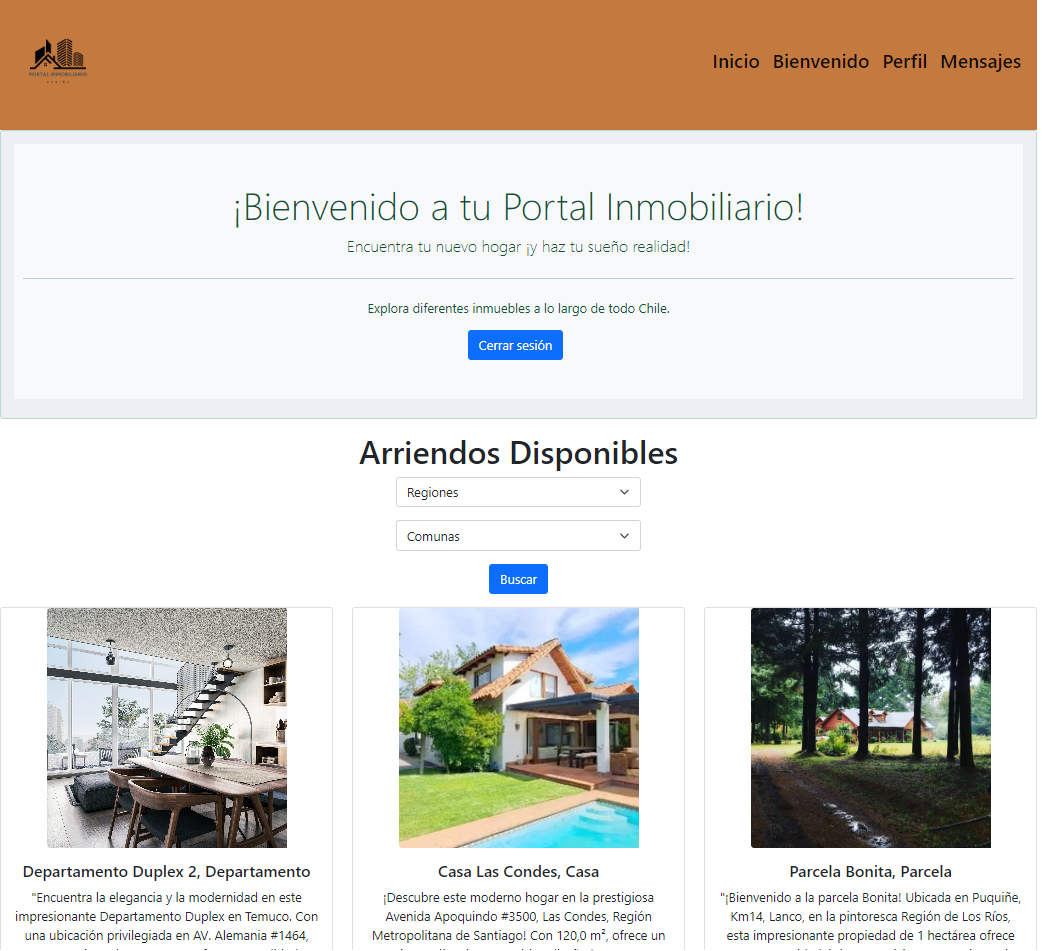 PORTAL INMOBILIARIO
Inicio Bienvenido Perfil Mensajes
¡Bienvenido a tu Portal Inmobiliario!
Encuentra tu nuevo hogar ¡y haz tu sueño realidad!
Explora diferentes inmuebles a lo largo de todo Chile.
Cerrar sesión
Arriendos Disponibles
Regiones
Comunas
Buscar
Departamento Duplex 2, Departamento
"Encuentra la elegancia y la modernidad en este
impresionante Departamento Duplex en Temuco. Con
una ubicación privilegiada en AV. Alemania #1464,
Casa Las Condes, Casa
¡Descubre este moderno hogar en la prestigiosa
Avenida Apoquindo #3500, Las Condes, Región
Metropolitana de Santiago! Con 120,0 m², ofrece un
Parcela Bonita, Parcela
"¡Bienvenido a la parcela Bonita! Ubicada en Puquiñe,
Km14, Lanco, en la pintoresca Región de Los Ríos,
esta impresionante propiedad de 1 hectárea ofrece